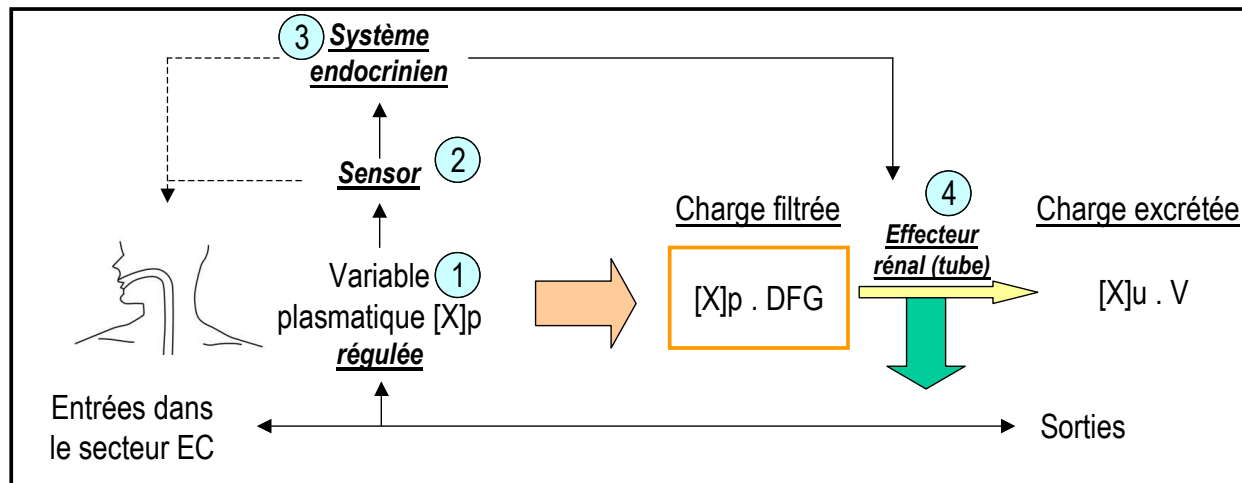 3
Système
endocrinien
Sensor
2
Variable
1
plasmatique [X]p
régulée
Entrées dans
le secteur EC
Charge filtrée
[X]p . DFG
4
Effecteur
rénal (tube)
Charge excrétée
[X]u . V
Sorties